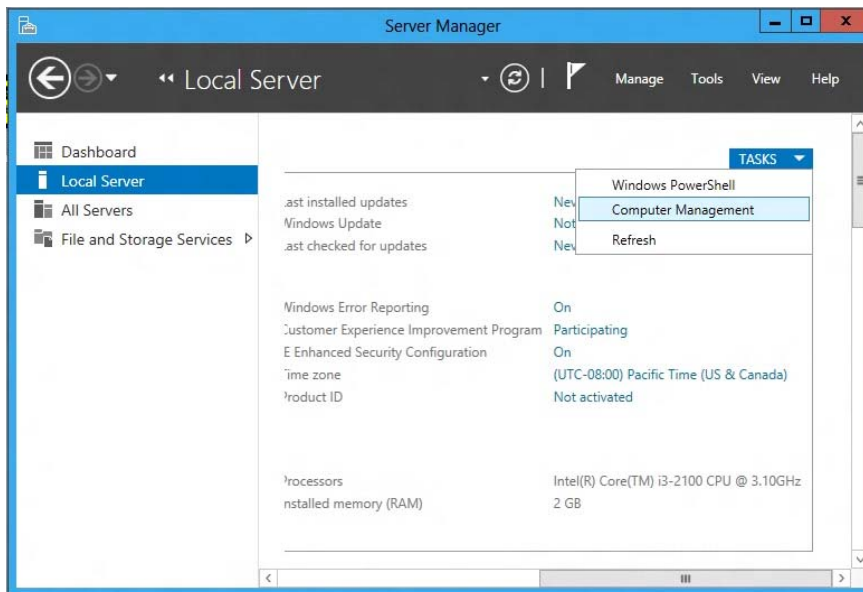 Server Manager
Local Server
Manage Tools View Help
Dashboard
Local Server
All Servers
File and Storage Services
TASKS
Windows PowerShell
Computer Management
Refresh
ast installed updates Nev
Windows Update Not
ast checked for updates Nev
Windows Error Reporting On
Customer Experience Improvement Program Participating
E Enhanced Security Configuration On
ime zone (UTC-08:00) Pacific Time (US & Canada)
Product ID Not activated
Processors Intel(R) Core(TM) i3-2100 CPU @ 3.10GHz
nstalled memory (RAM) 2 GB